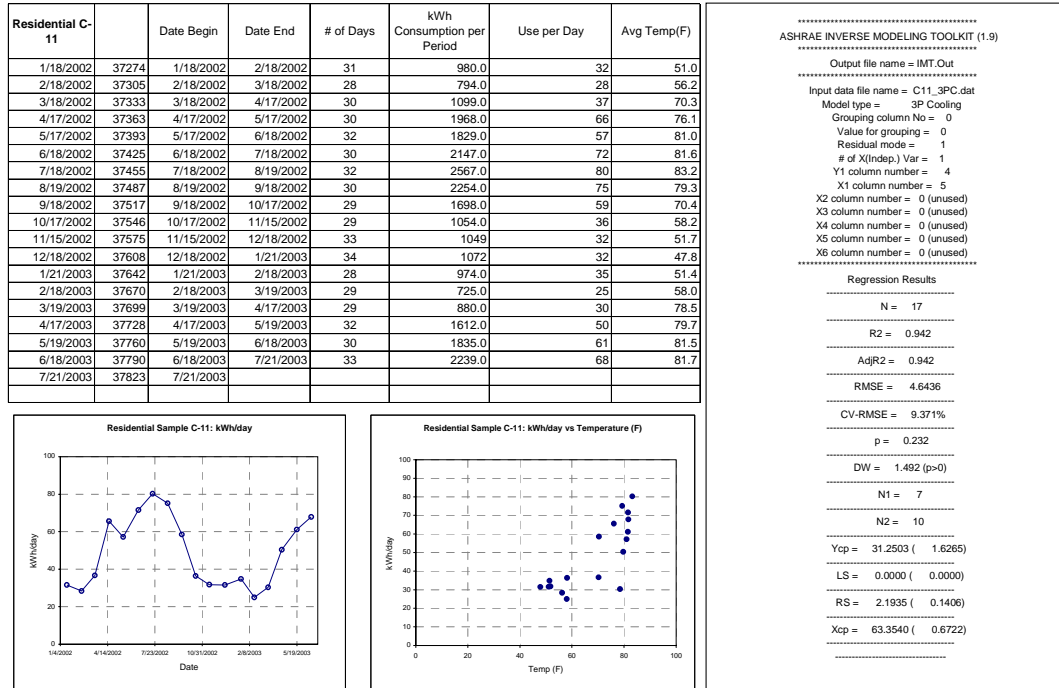 Residential C-11 Date Begin Date End # of Days kWh Consumption per Period Use per Day Avg Temp(F)
1/18/2002 37274 1/18/2002 2/18/2002 31 980.0 32 51.0
2/18/2002 37305 2/18/2002 3/18/2002 28 794.0 28 56.2
3/18/2002 37333 3/18/2002 4/17/2002 30 1099.0 37 70.3
4/17/2002 37363 4/17/2002 5/17/2002 30 1968.0 66 76.1
5/17/2002 37393 5/17/2002 6/18/2002 32 1829.0 57 81.0
6/18/2002 37425 6/18/2002 7/18/2002 30 2147.0 72 81.6
7/18/2002 37455 7/18/2002 8/19/2002 32 2567.0 80 83.2
8/19/2002 37487 8/19/2002 9/18/2002 30 2254.0 75 79.3
9/18/2002 37517 9/18/2002 10/17/2002 29 1698.0 59 70.4
10/17/2002 37546 10/17/2002 11/15/2002 29 1054.0 36 58.2
11/15/2002 37575 11/15/2002 12/18/2002 33 1049 32 51.7
12/18/2002 37608 12/18/2002 1/21/2003 34 1072 32 47.8
1/21/2003 37642 1/21/2003 2/18/2003 28 974.0 35 51.4
2/18/2003 37670 2/18/2003 3/19/2003 29 725.0 25 58.0
3/19/2003 37699 3/19/2003 4/17/2003 29 880.0 30 78.5
4/17/2003 37728 4/17/2003 5/19/2003 32 1612.0 50 79.7
5/19/2003 37760 5/19/2003 6/18/2003 30 1835.0 61 81.5
6/18/2003 37790 6/18/2003 7/21/2003 33 2239.0 68 81.7
7/21/2003 37823 7/21/2003
Residential Sample C-11: kWh/day
100
80
60
40
20
0
kWh/day
1/4/2002 4/14/2002 7/23/2002 10/31/2002 2/8/2003 5/19/2003
Date
Residential Sample C-11: kWh/day vs Temperature (F)
100
90
80
70
60
50
40
30
20
10
0
kWh/day
0 20 40 60 80 100
Temp (F)
********************************************
ASHRAE INVERSE MODELING TOOLKIT (1.9)
********************************************
Output file name = IMT.Out
********************************************
Input data file name = C11_3PC.dat
Model type = 3P Cooling
Grouping column No = 0
Value for grouping = 0
Residual mode = 1
# of X(Indep.) Var = 1
Y1 column number = 4
X1 column number = 5
X2 column number = 0 (unused)
X3 column number = 0 (unused)
X4 column number = 0 (unused)
X5 column number = 0 (unused)
X6 column number = 0 (unused)
********************************************
Regression Results
--------------------------------------
N = 17
--------------------------------------
R2 = 0.942
--------------------------------------
AdjR2 = 0.942
--------------------------------------
RMSE = 4.6436
--------------------------------------
CV-RMSE = 9.371%
--------------------------------------
p = 0.232
--------------------------------------
DW = 1.492 (p>0)
--------------------------------------
N1 = 7
--------------------------------------
N2 = 10
--------------------------------------
Ycp = 31.2503 ( 1.6265)
--------------------------------------
LS = 0.0000 ( 0.0000)
--------------------------------------
RS = 2.1935 ( 0.1406)
--------------------------------------
Xcp = 63.3540 ( 0.6722)
--------------------------------------
---------------------------------